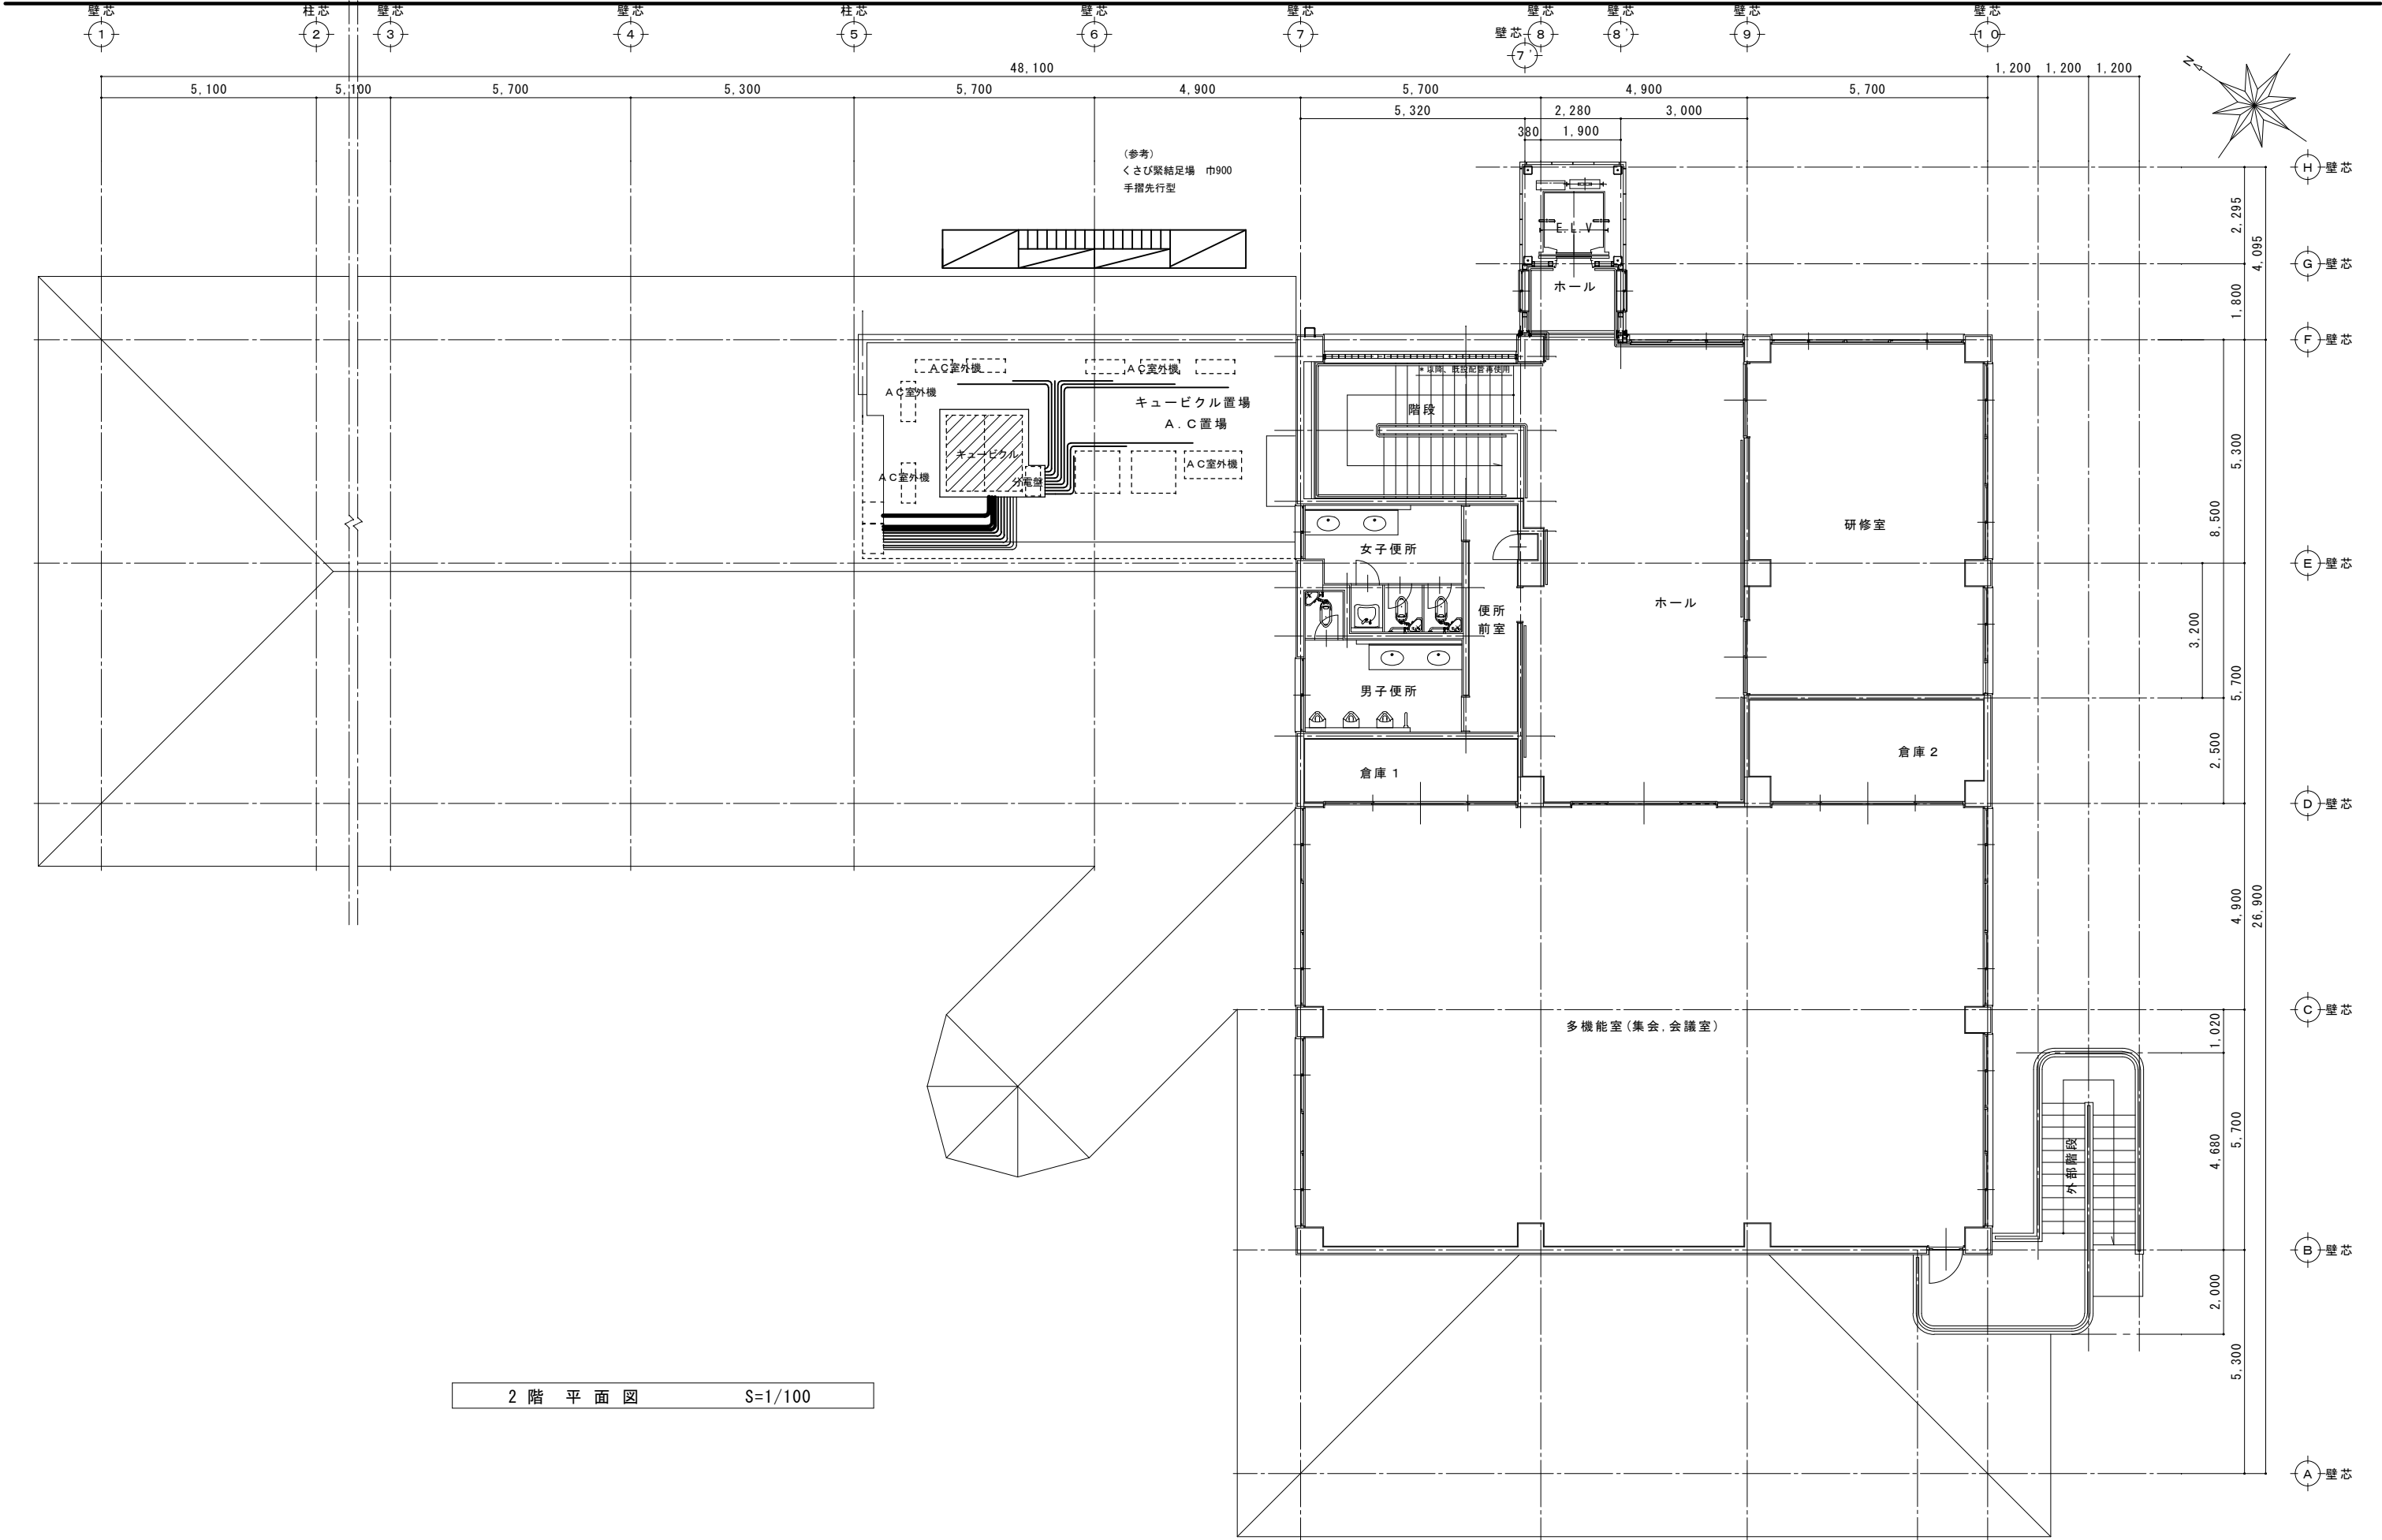 壁芯 柱芯 壁芯 壁芯 柱芯 壁芯 壁芯 壁芯 壁芯 壁芯 壁芯
1 2 3 4 5 6 7 8 8' 9 10
壁芯 7'
48,100 1,200 1,200 1,200
5,100 5,100 5,700 5,300 5,700 4,900 5,700 4,900 5,700
5,320 2,280 3,000
380 1,900
N
(参考)
くさび緊結足場 巾900
手摺先行型
H 壁芯
G 壁芯
F 壁芯
E 壁芯
D 壁芯
C 壁芯
B 壁芯
A 壁芯
2,295
4,095
1,800
5,300
8,500
3,200
5,700
2,500
4,900
26,900
1,020
4,680
5,700
2,000
5,300
E.L.V
ホール
AC室外機
AC室外機
AC室外機
キュービクル置場
A.C置場
キュービクル
AC室外機
分電盤
AC室外機
*以降、既設配管再使用
階段
研修室
女子便所
ホール
便所
前室
男子便所
倉庫1
倉庫2
多機能室(集会,会議室)
外部階段
2階 平面図 S=1/100